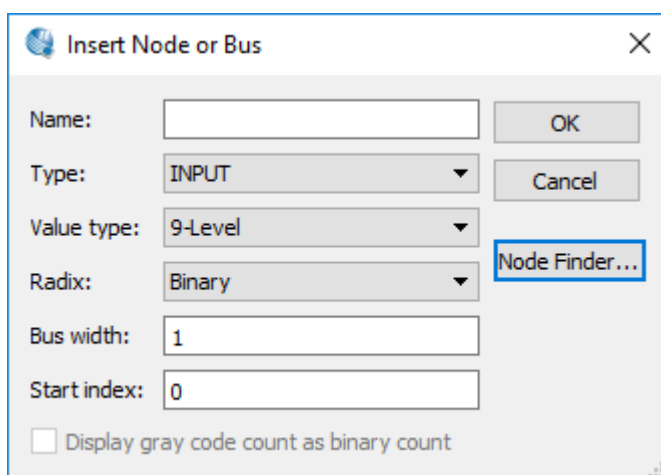 Insert Node or Bus
Name:
OK
Type: INPUT
Cancel
Value type: 9-Level
Node Finder...
Radix: Binary
Bus width: 1
Start index: 0
Display gray code count as binary count